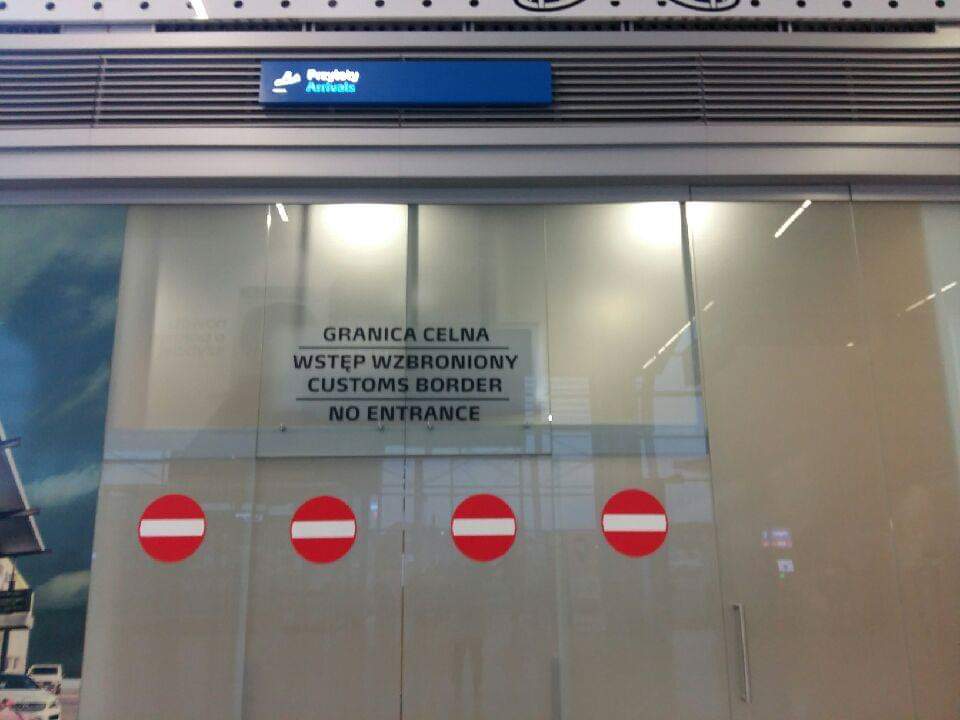 Przyloty
Arrivals
GRANICA CELNA
WSTĘP WZBRONIONY
CUSTOMS BORDER
NO ENTRANCE